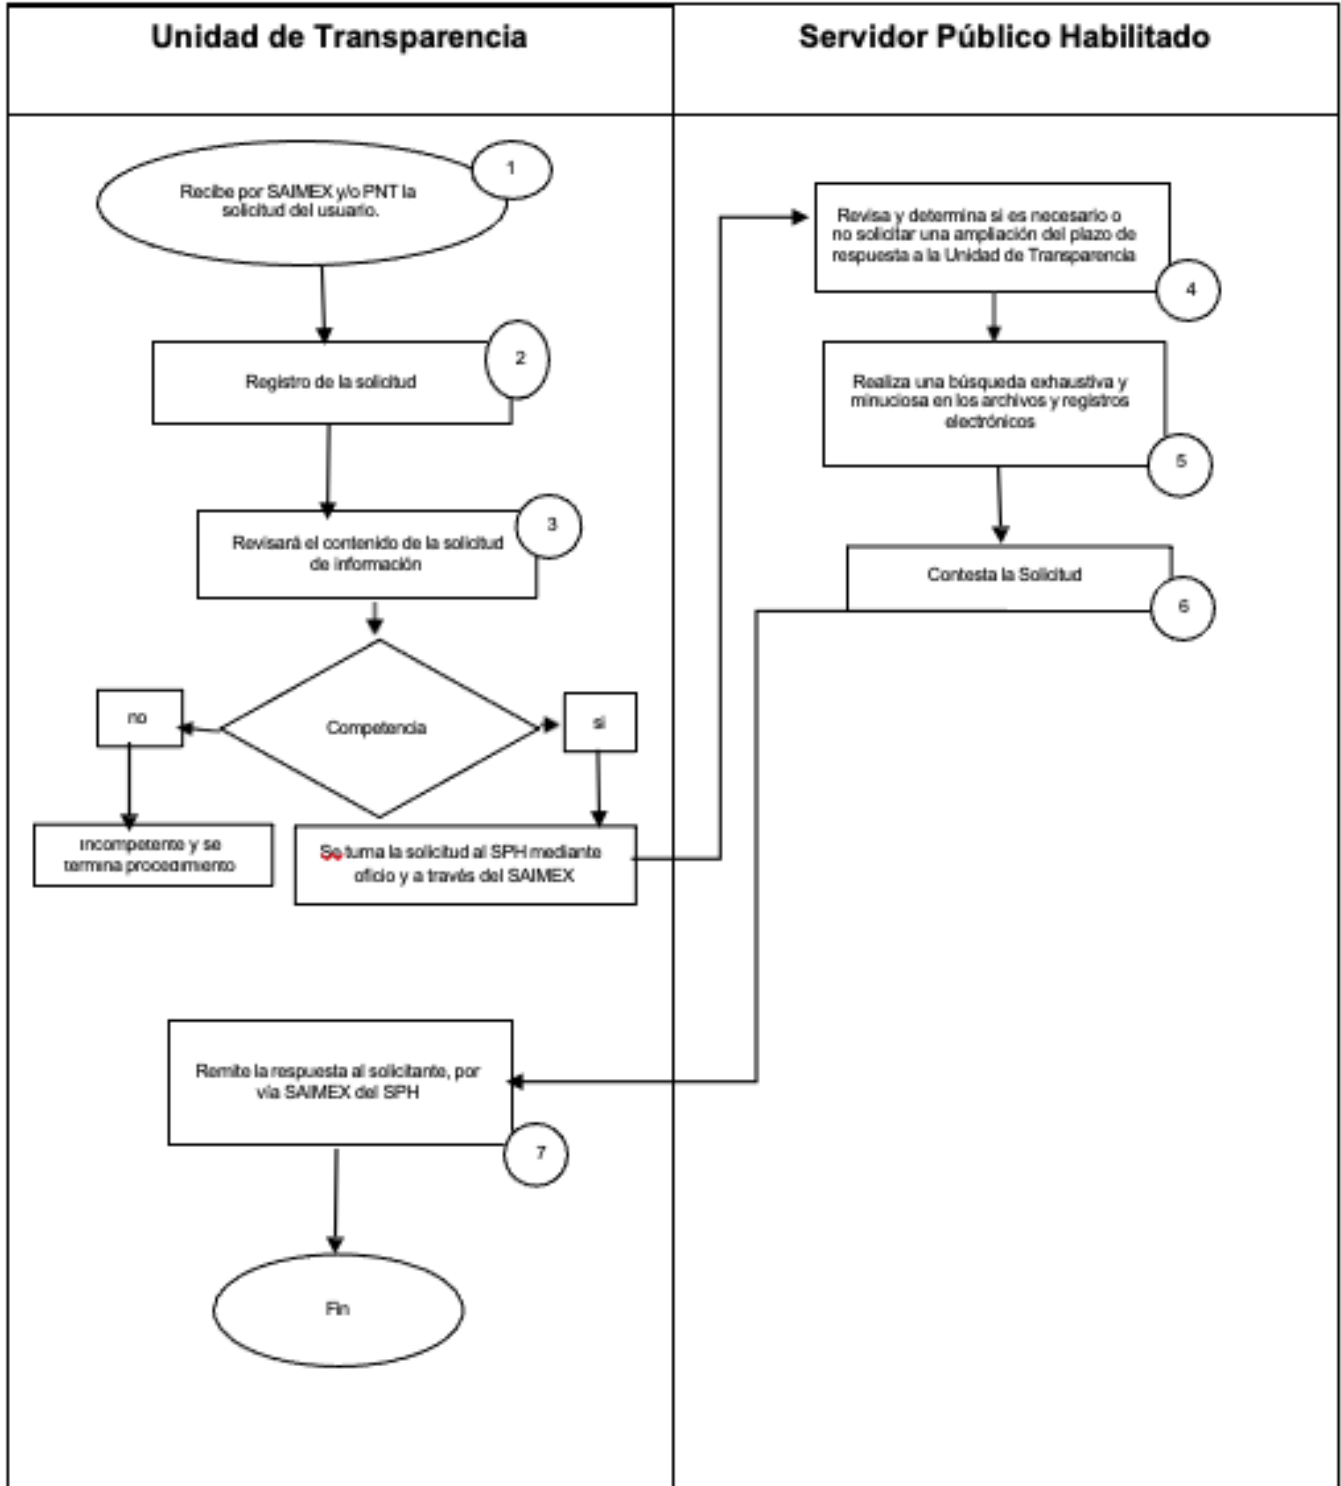 Unidad de Transparencia
Servidor Público Habilitado
1
Recibe por SAIMEX y/o PNT la
solicitud del usuario.
2
Registro de la solicitud
3
Revisará el contenido de la solicitud
de información
Competencia
no
si
incompetente y se
termina procedimiento
Se turna la solicitud al SPH mediante
oficio y a través del SAIMEX
Revisa y determina si es necesario o
no solicitar una ampliación del plazo de
respuesta a la Unidad de Transparencia
4
Realiza una búsqueda exhaustiva y
minuciosa en los archivos y registros
electrónicos
5
Contesta la Solicitud
6
Remite la respuesta al solicitante, por
vía SAIMEX del SPH
7
Fin